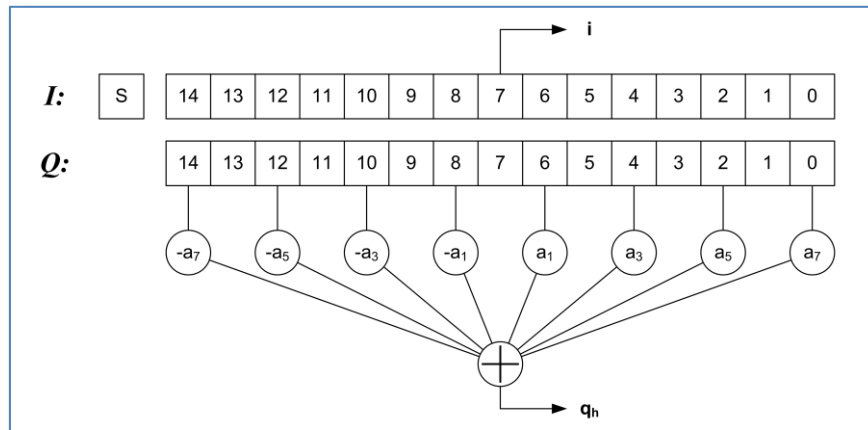 i
I: S 14 13 12 11 10 9 8 7 6 5 4 3 2 1 0
Q: 14 13 12 11 10 9 8 7 6 5 4 3 2 1 0
-a₇ -a₅ -a₃ -a₁ a₁ a₃ a₅ a₇
qₕ